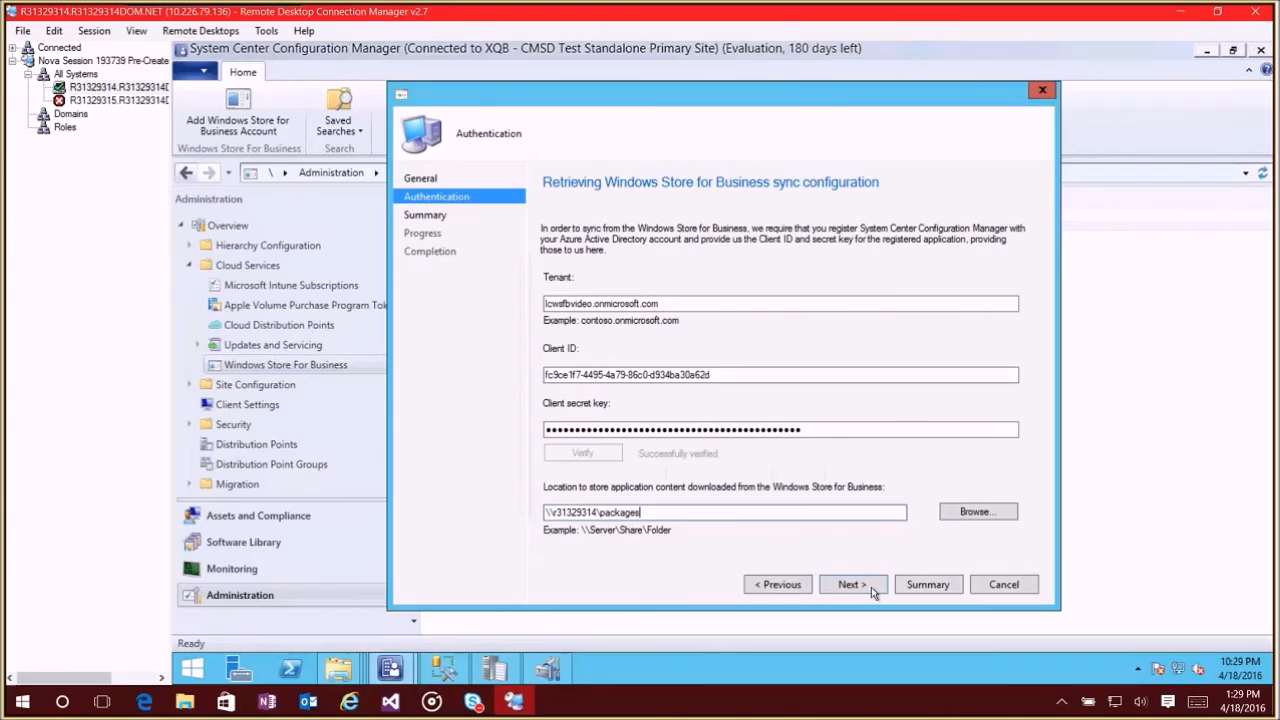 R31329314.R31329314DOM.NET (10.226.79.136) - Remote Desktop Connection Manager v2.7
File Edit Session View Remote Desktops Tools Help
Connected
Nova Session 193739 Pre-Create
All Systems
R31329314.R31329314D
R31329315.R31329314D
Domains
Roles
System Center Configuration Manager (Connected to XQB - CMSD Test Standalone Primary Site) (Evaluation, 180 days left)
Home
Add Windows Store for
Business Account
Saved
Searches
Windows Store For Business
Search
\ Administration
Administration
Overview
Hierarchy Configuration
Cloud Services
Microsoft Intune Subscriptions
Apple Volume Purchase Program Tok
Cloud Distribution Points
Updates and Servicing
Windows Store For Business
Site Configuration
Client Settings
Security
Distribution Points
Distribution Point Groups
Migration
Assets and Compliance
Software Library
Monitoring
Administration
Ready
Authentication
General
Authentication
Summary
Progress
Completion
Retrieving Windows Store for Business sync configuration
In order to sync from the Windows Store for Business, we require that you register System Center Configuration Manager with
your Azure Active Directory account and provide us the Client ID and secret key for the registered application, providing
those to us here.
Tenant:
lcwsfbvideo.onmicrosoft.com
Example: contoso.onmicrosoft.com
Client ID:
fc9ce1f7-4495-4a79-86c0-d934ba30a62d
Client secret key:
Verify Successfully verified.
Location to store application content downloaded from the Windows Store for Business:
\\r31329314\packages
Browse...
Example: \\Server\Share\Folder
< Previous Next > Summary Cancel
10:29 PM
4/18/2016
1:29 PM
4/18/2016